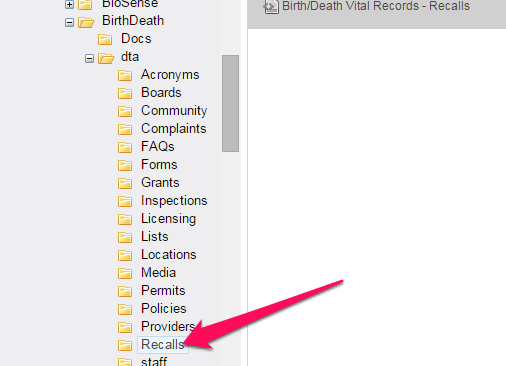 BioSense
BirthDeath
Docs
dta
Acronyms
Boards
Community
Complaints
FAQs
Forms
Grants
Inspections
Licensing
Lists
Locations
Media
Permits
Policies
Providers
Recalls
staff
Birth/Death Vital Records - Recalls